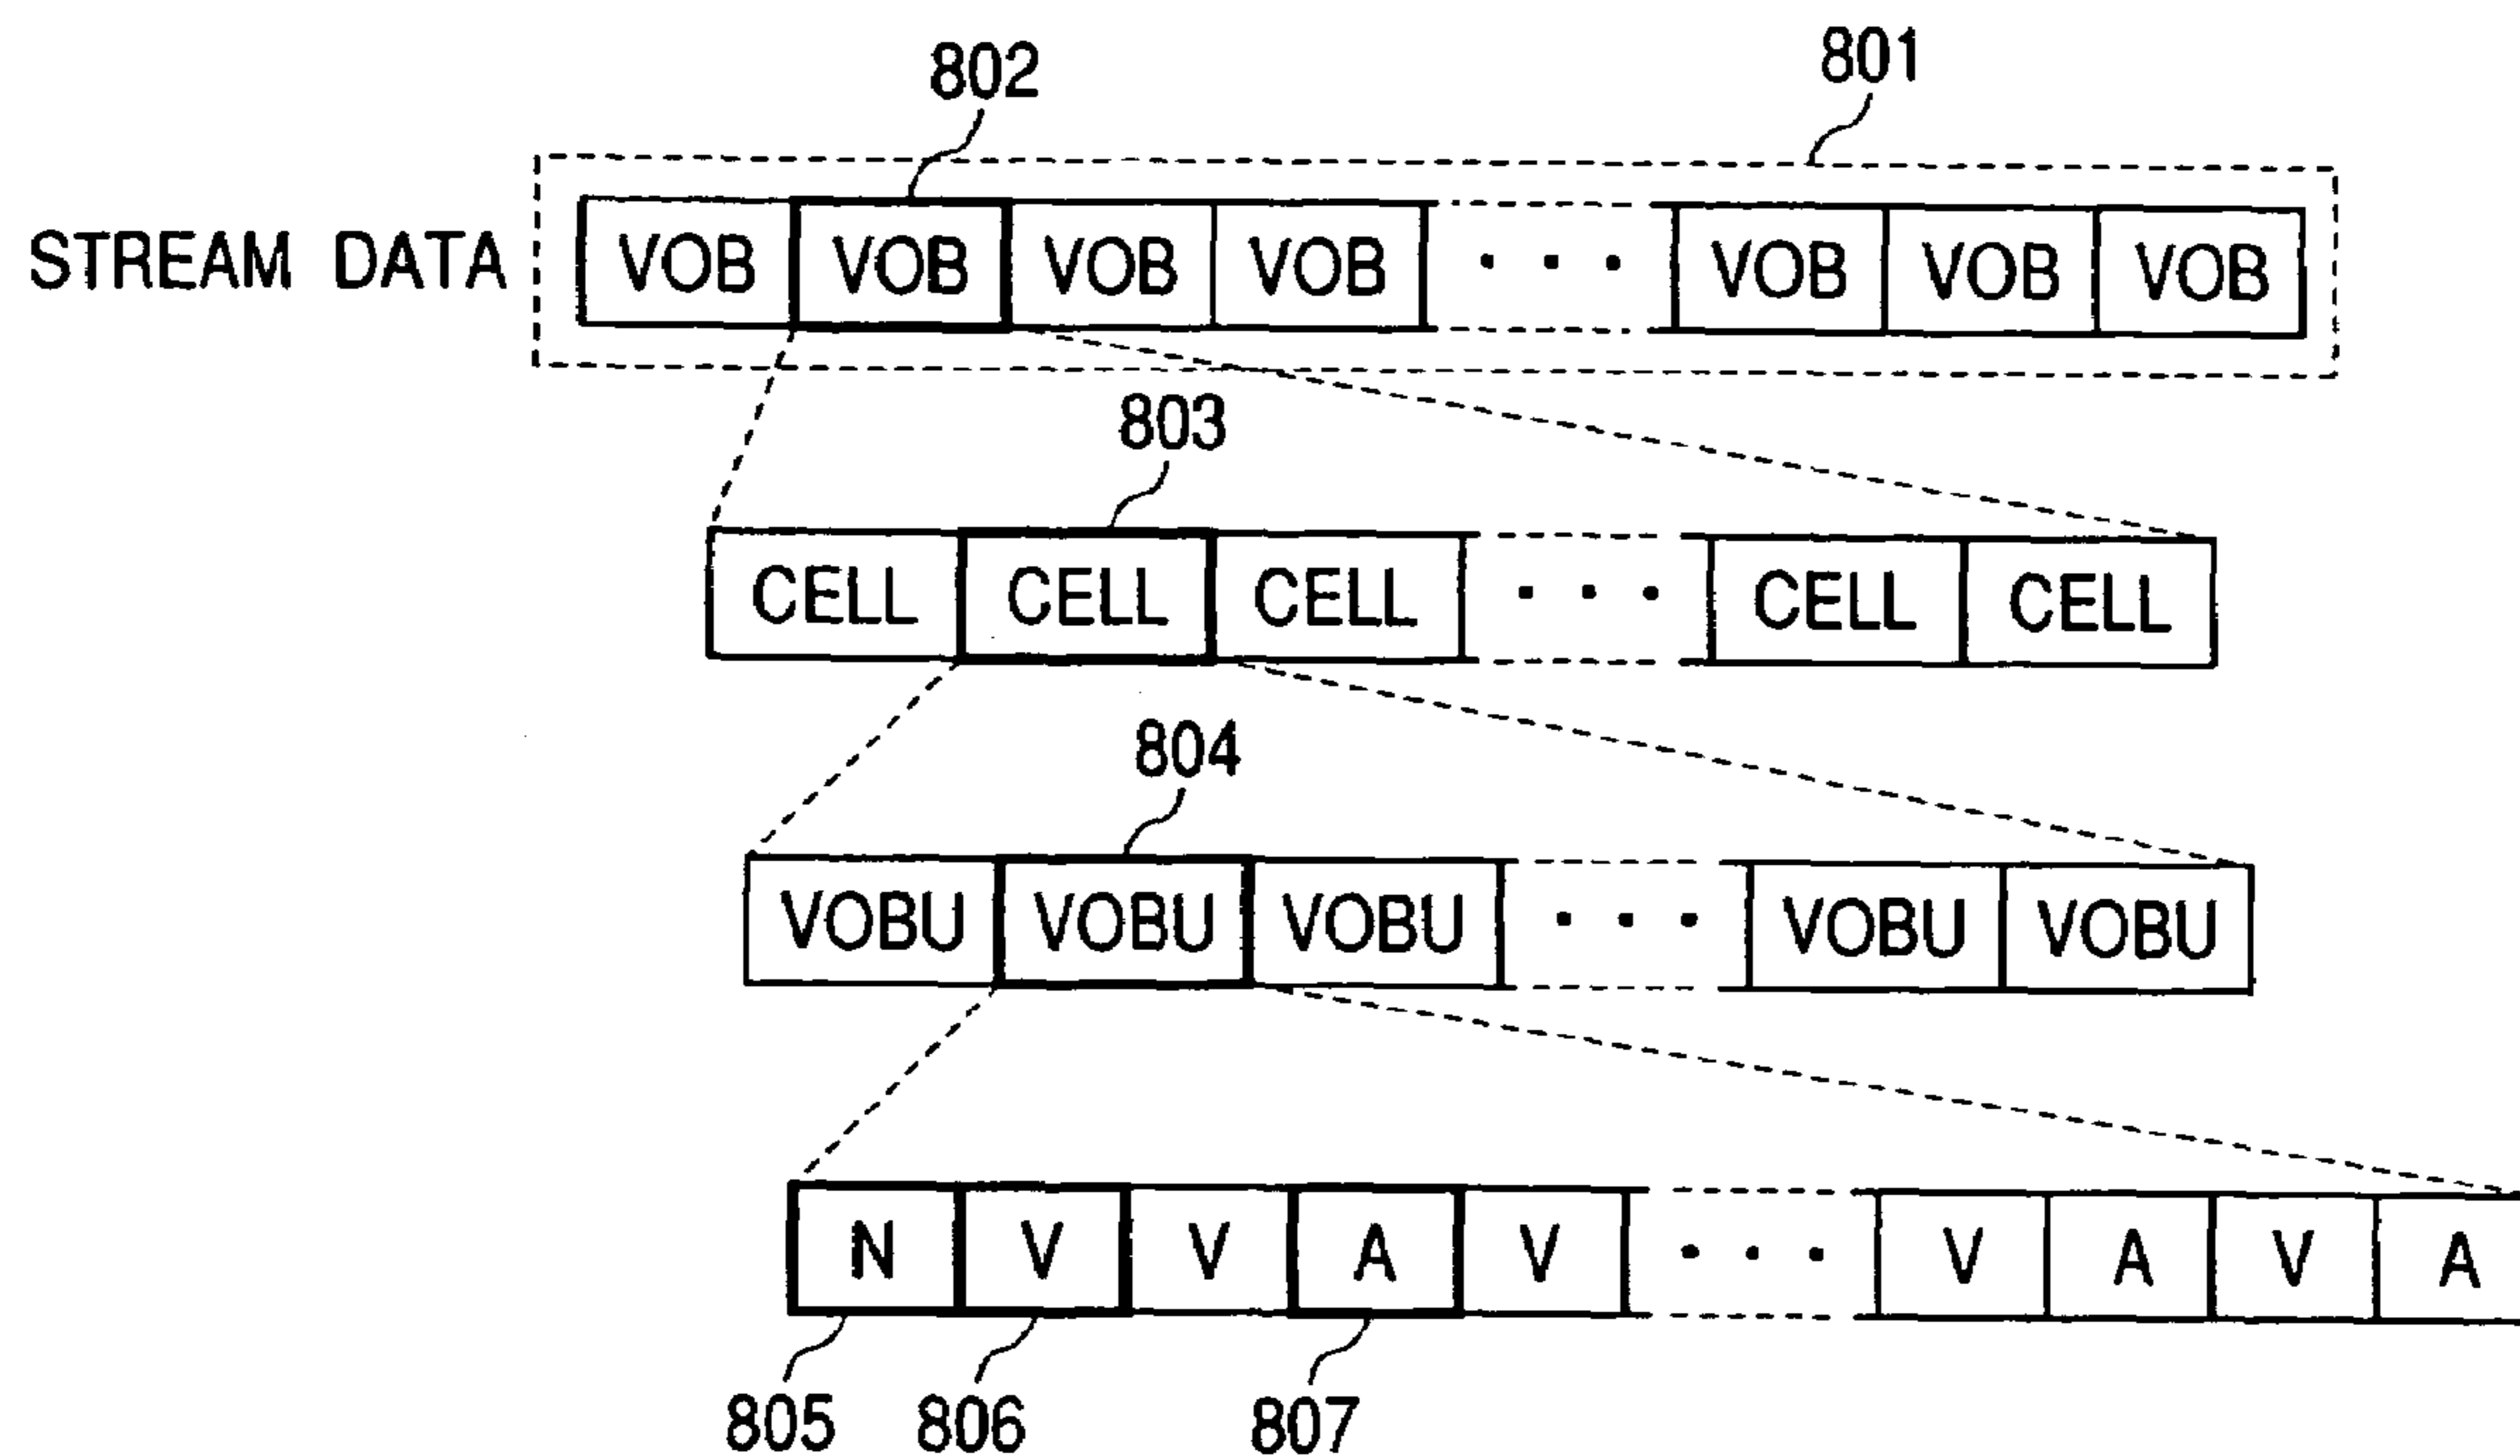 802 801
STREAM DATA VOB VOB VOB VOB ... VOB VOB VOB
803
CELL CELL CELL ... CELL CELL
804
VOBU VOBU VOBU ... VOBU VOBU
N V V A V ... V A V A
805 806 807